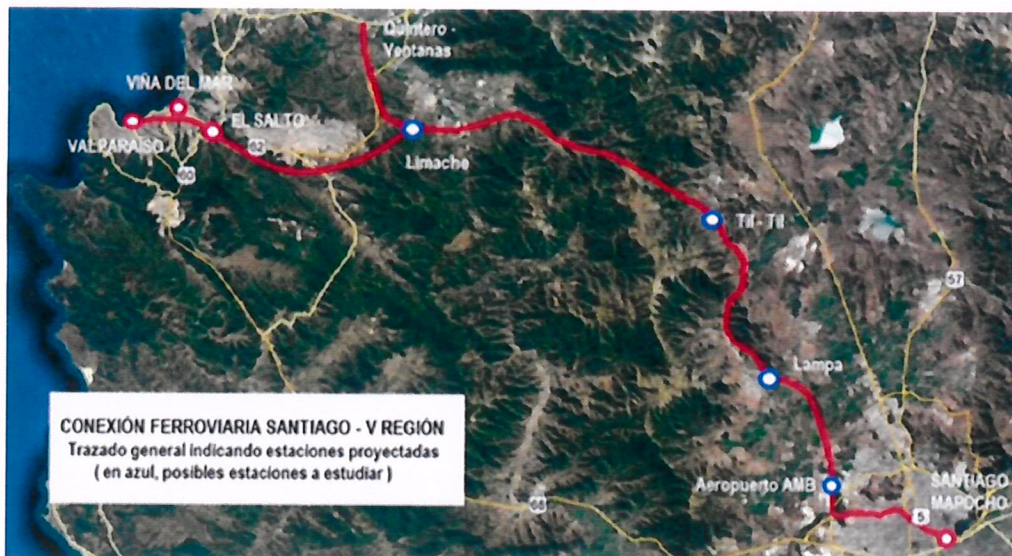 Quintero -
Ventanas
VIÑA DEL MAR
EL SALTO
VALPARAÍSO
62
60
Limache
Til - Til
57
Lampa
CONEXIÓN FERROVIARIA SANTIAGO - V REGIÓN
Trazado general indicando estaciones proyectadas
( en azul, posibles estaciones a estudiar )
Aeropuerto AMB
SANTIAGO
MAPOCHO
68
5